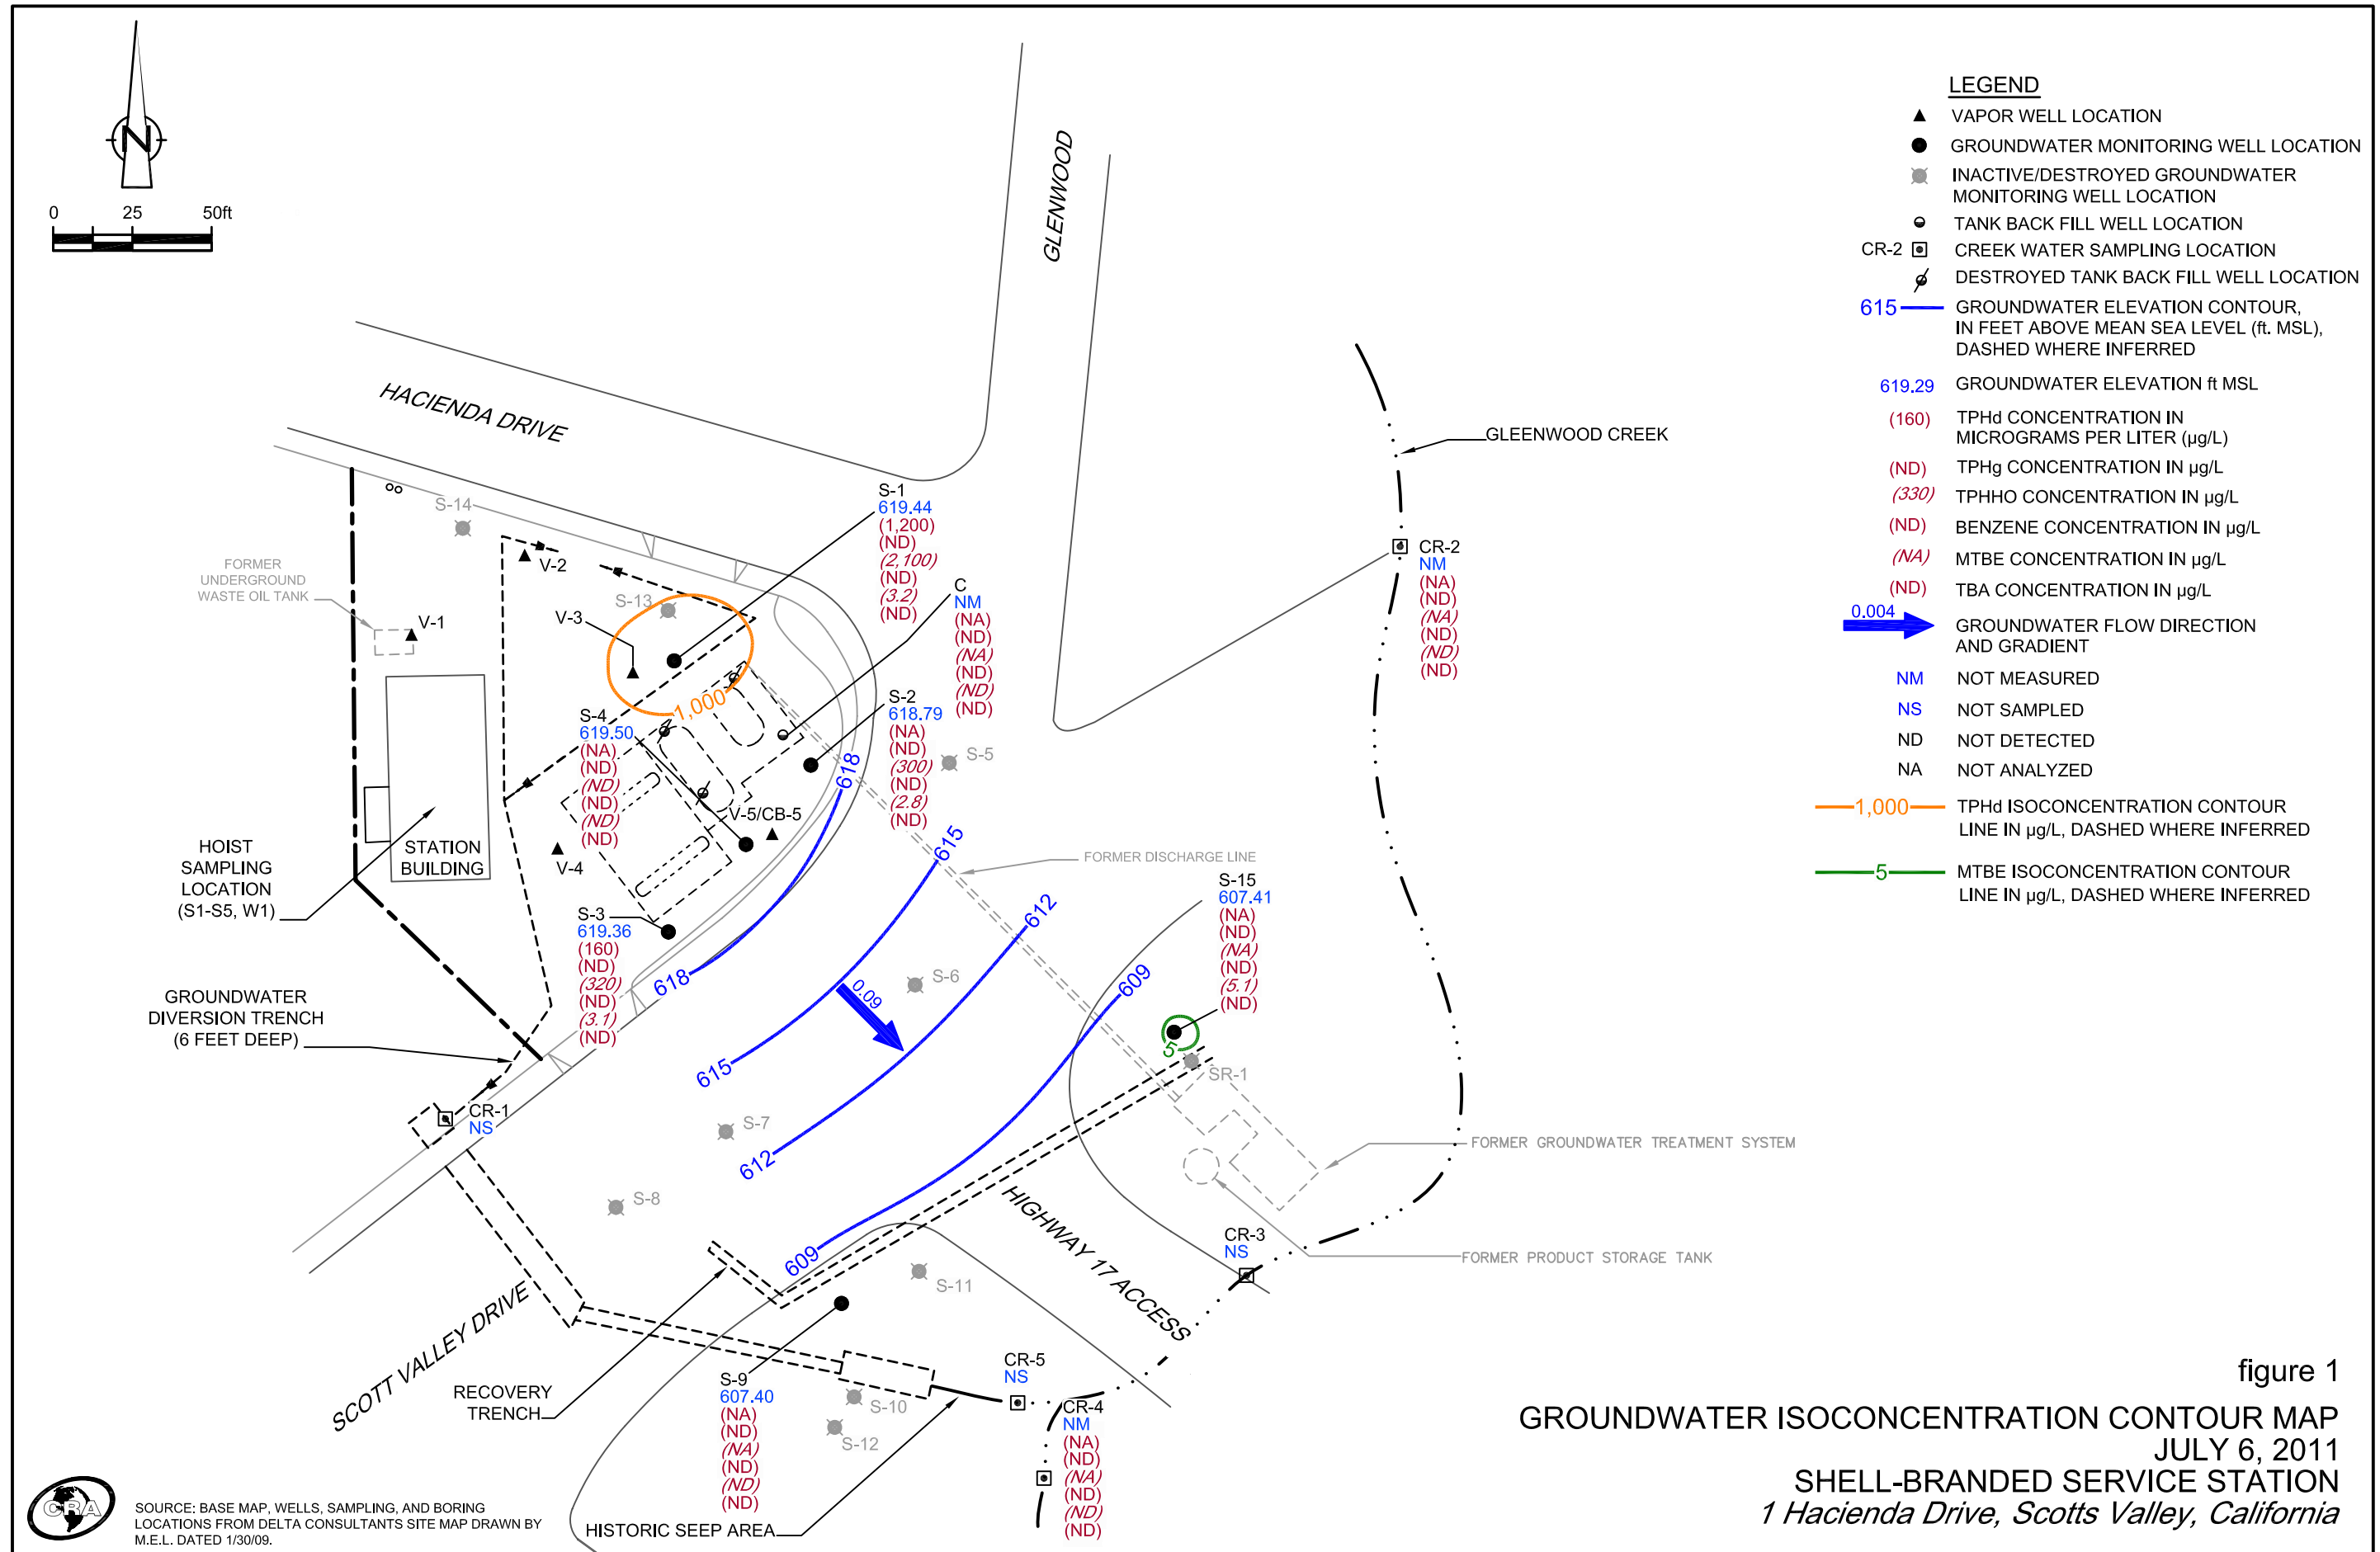 N
0 25 50ft
GLENWOOD
HACIENDA DRIVE
GLEENWOOD CREEK
LEGEND
VAPOR WELL LOCATION
GROUNDWATER MONITORING WELL LOCATION
INACTIVE/DESTROYED GROUNDWATER
MONITORING WELL LOCATION
TANK BACK FILL WELL LOCATION
CR-2 CREEK WATER SAMPLING LOCATION
DESTROYED TANK BACK FILL WELL LOCATION
615 GROUNDWATER ELEVATION CONTOUR,
IN FEET ABOVE MEAN SEA LEVEL (ft. MSL),
DASHED WHERE INFERRED
619.29 GROUNDWATER ELEVATION ft MSL
(160) TPHd CONCENTRATION IN
MICROGRAMS PER LITER (µg/L)
(ND) TPHg CONCENTRATION IN µg/L
(330) TPHHO CONCENTRATION IN µg/L
(ND) BENZENE CONCENTRATION IN µg/L
(NA) MTBE CONCENTRATION IN µg/L
(ND) TBA CONCENTRATION IN µg/L
0.004 GROUNDWATER FLOW DIRECTION
AND GRADIENT
NM NOT MEASURED
NS NOT SAMPLED
ND NOT DETECTED
NA NOT ANALYZED
1,000 TPHd ISOCONCENTRATION CONTOUR
LINE IN µg/L, DASHED WHERE INFERRED
5 MTBE ISOCONCENTRATION CONTOUR
LINE IN µg/L, DASHED WHERE INFERRED
S-14
FORMER
UNDERGROUND
WASTE OIL TANK
V-1
V-2
S-13
V-3
S-1
619.44
(1,200)
(ND)
(2,100)
(ND)
(3.2)
(ND)
C
NM
(NA)
(ND)
(NA)
(ND)
(ND)
(ND)
CR-2
NM
(NA)
(ND)
(NA)
(ND)
(ND)
(ND)
1,000
S-4
619.50
(NA)
(ND)
(ND)
(ND)
(ND)
(ND)
S-2
618.79
(NA)
(ND)
(300)
(ND)
(2.8)
(ND)
S-5
V-5/CB-5
V-4
STATION
BUILDING
HOIST
SAMPLING
LOCATION
(S1-S5, W1)
S-3
619.36
(160)
(ND)
(320)
(ND)
(3.1)
(ND)
618
618
615
615
612
612
609
609
0.09
FORMER DISCHARGE LINE
S-15
607.41
(NA)
(ND)
(NA)
(ND)
(5.1)
(ND)
5
SR-1
S-6
S-7
S-8
GROUNDWATER
DIVERSION TRENCH
(6 FEET DEEP)
CR-1
NS
FORMER GROUNDWATER TREATMENT SYSTEM
FORMER PRODUCT STORAGE TANK
HIGHWAY 17 ACCESS
CR-3
NS
S-11
SCOTT VALLEY DRIVE
RECOVERY
TRENCH
S-9
607.40
(NA)
(ND)
(NA)
(ND)
(ND)
(ND)
S-10
S-12
CR-5
NS
CR-4
NM
(NA)
(ND)
(NA)
(ND)
(ND)
(ND)
HISTORIC SEEP AREA
CRA
SOURCE: BASE MAP, WELLS, SAMPLING, AND BORING
LOCATIONS FROM DELTA CONSULTANTS SITE MAP DRAWN BY
M.E.L. DATED 1/30/09.
figure 1
GROUNDWATER ISOCONCENTRATION CONTOUR MAP
JULY 6, 2011
SHELL-BRANDED SERVICE STATION
1 Hacienda Drive, Scotts Valley, California